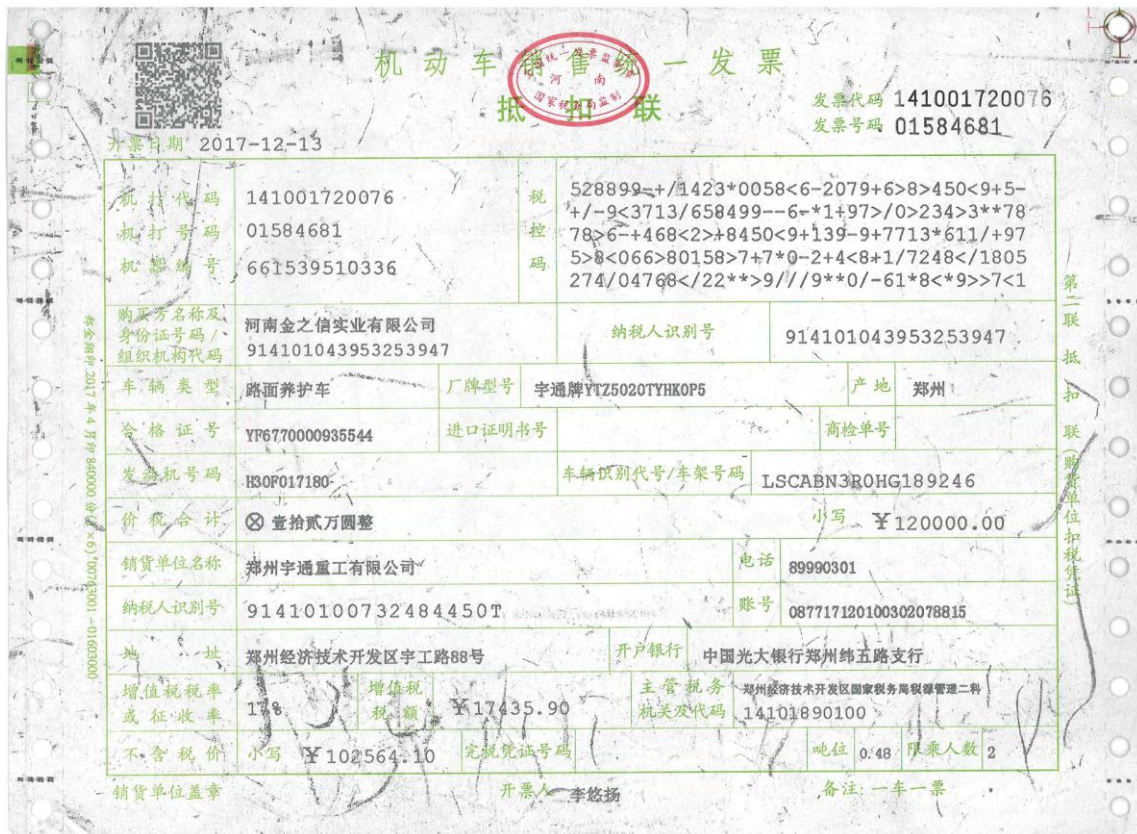 机动车销售统一发票
抵扣联
全国统一发票监制章
河南
国家税务局监制
发票代码 141001720076
发票号码 01584681
开票日期 2017-12-13
机打代码 141001720076
机打号码 01584681
机器编号 661539510336
税控码
528899-+/1423*0058<6-2079+6>8>450<9+5-
+/-9<3713/658499--6-*1+97>/0>234>3**78
78>6-+468<2>+8450<9+139-9+7713*611/+97
5>8<066>80158>7+7*0-2+4<8+1/7248</1805
274/04768</22**>9///9**0/-61*8<*9>>7<1
购买方名称及身份证号码/组织机构代码
河南金之信实业有限公司
914101043953253947
纳税人识别号 914101043953253947
车辆类型 路面养护车 厂牌型号 宇通牌YTZ5020TYHK0P5 产地 郑州
合格证号 YF6770000935544 进口证明书号 商检单号
发动机号码 H30F017180 车辆识别代号/车架号码 LSCABN3R0HG189246
价税合计 ⊗ 壹拾贰万圆整 小写 ¥120000.00
销货单位名称 郑州宇通重工有限公司 电话 89990301
纳税人识别号 91410100732484450T 账号 087717120100302078815
地址 郑州经济技术开发区宇工路88号 开户银行 中国光大银行郑州纬五路支行
增值税税率或征收率 17% 增值税税额 ¥17435.90 主管税务机关及代码 郑州经济技术开发区国家税务局税源管理二科
14101890100
不含税价 小写 ¥102564.10 完税凭证号码 吨位 0.48 限乘人数 2
销货单位盖章 开票人 李悠扬 备注:一车一票
第二联 抵扣联(购货单位扣税凭证)